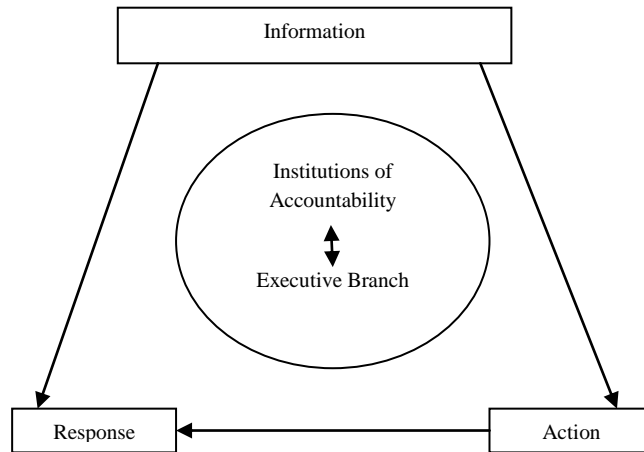 Information
Institutions of
Accountability
Executive Branch
Response
Action